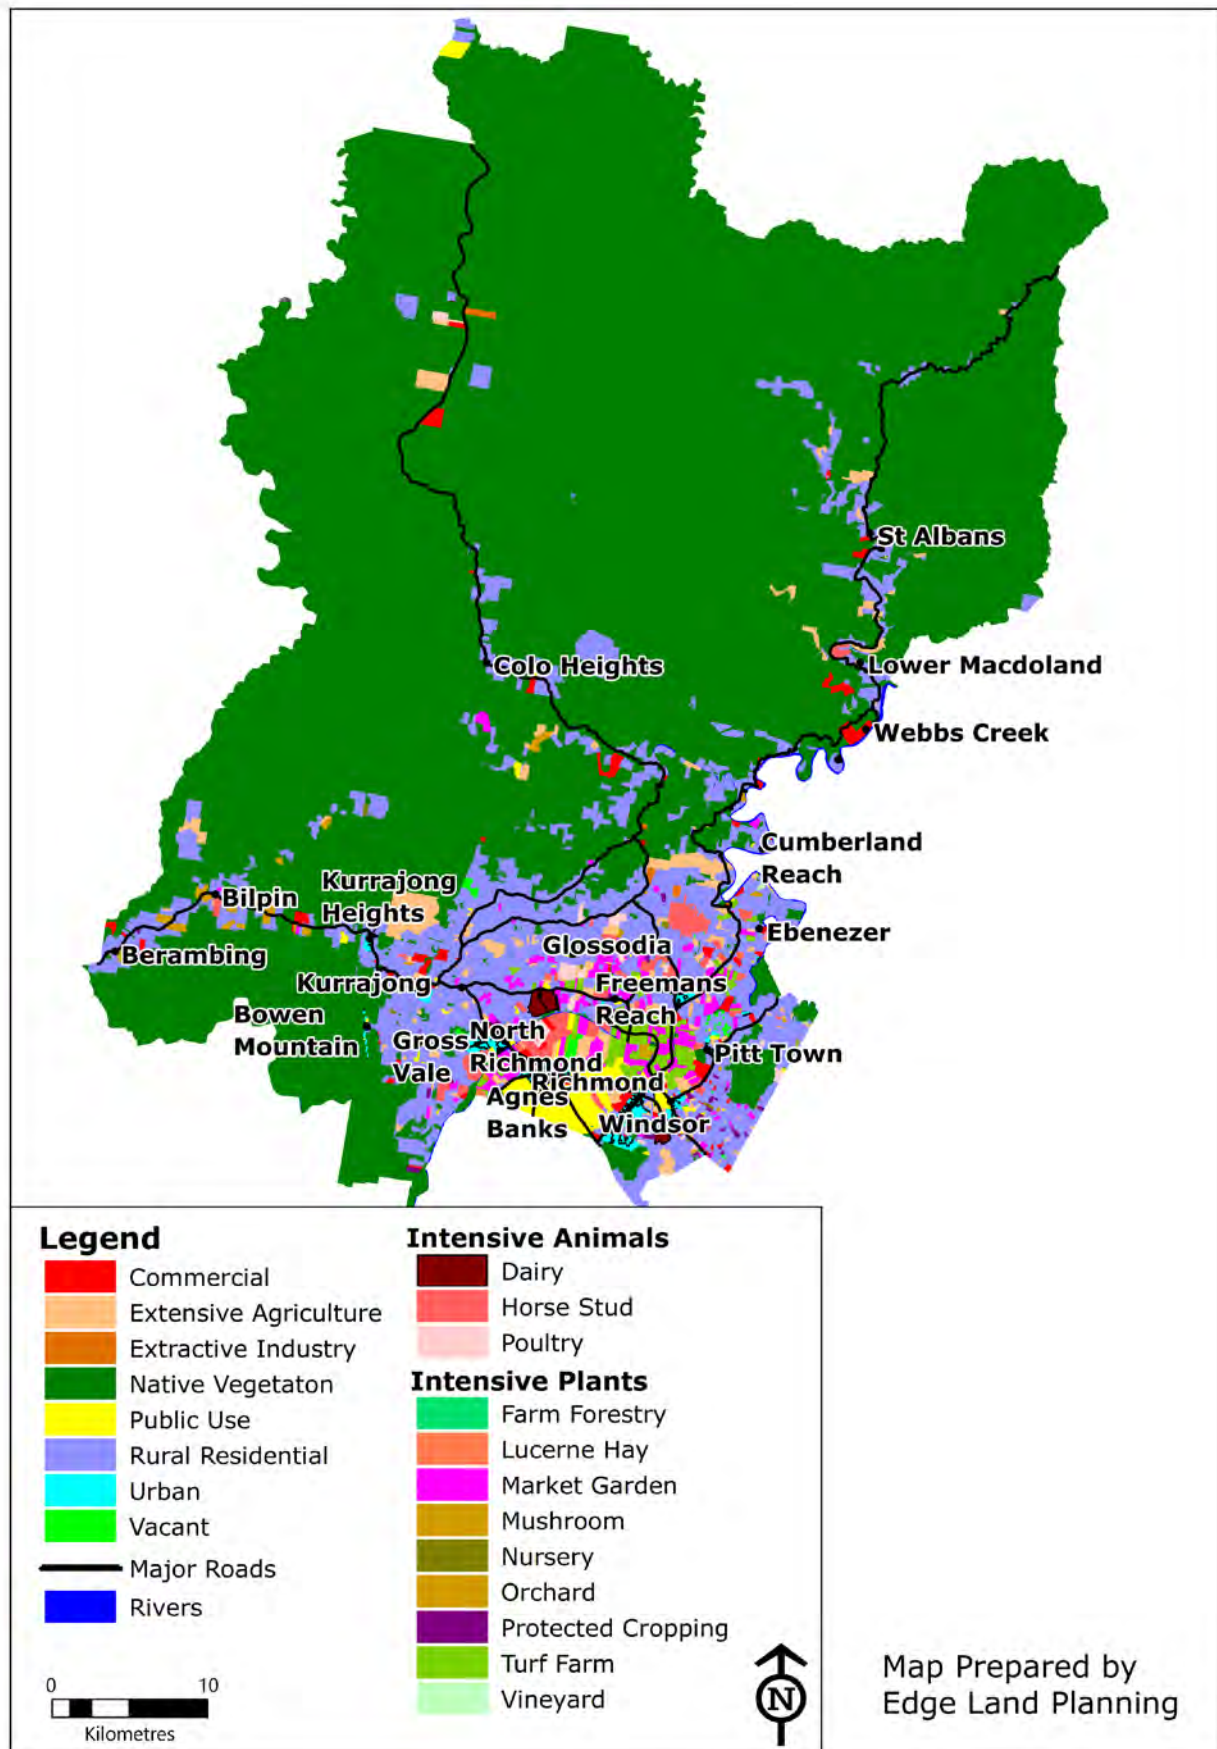 St Albans
Colo Heights
Lower Macdoland
Webbs Creek
Cumberland
Reach
Kurrajong
Heights
Bilpin
Ebenezer
Glossodia
Berambing
Kurrajong
Freemans
Reach
Bowen
Mountain
Gross
Vale
North
Richmond
Pitt Town
Richmond
Agnes
Banks
Windsor
Legend
Commercial
Extensive Agriculture
Extractive Industry
Native Vegetaton
Public Use
Rural Residential
Urban
Vacant
Major Roads
Rivers
0 10
Kilometres
Intensive Animals
Dairy
Horse Stud
Poultry
Intensive Plants
Farm Forestry
Lucerne Hay
Market Garden
Mushroom
Nursery
Orchard
Protected Cropping
Turf Farm
Vineyard
N
Map Prepared by
Edge Land Planning